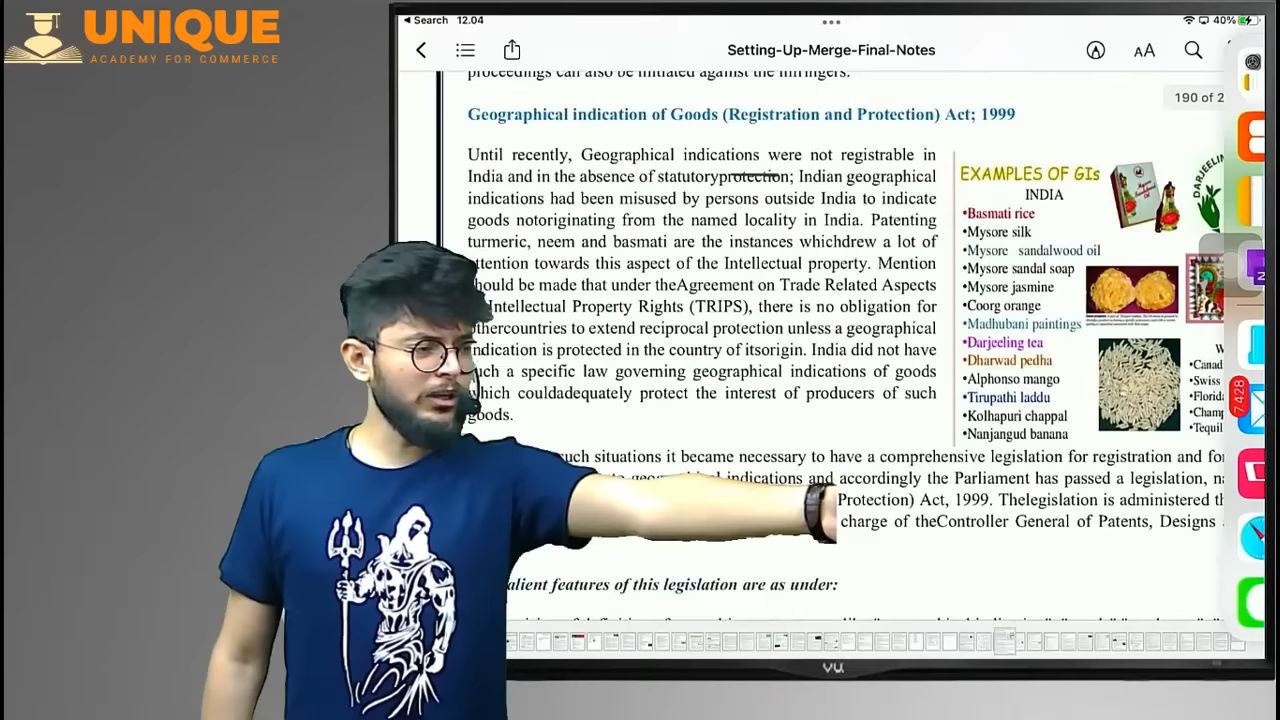 UNIQUE
ACADEMY FOR COMMERCE
Search 12.04
40%
Setting-Up-Merge-Final-Notes
AA
proceedings can also be initiated against the infringers.
190 of 2
Geographical indication of Goods (Registration and Protection) Act; 1999
Until recently, Geographical indications were not registrable in
India and in the absence of statutoryprotection; Indian geographical
indications had been misused by persons outside India to indicate
goods notoriginating from the named locality in India. Patenting
turmeric, neem and basmati are the instances whichdrew a lot of
ttention towards this aspect of the Intellectual property. Mention
hould be made that under theAgreement on Trade Related Aspects
Intellectual Property Rights (TRIPS), there is no obligation for
thercountries to extend reciprocal protection unless a geographical
ndication is protected in the country of itsorigin. India did not have
uch a specific law governing geographical indications of goods
hich couldadequately protect the interest of producers of such
goods.
EXAMPLES OF GIs
INDIA
•Basmati rice
•Mysore silk
•Mysore sandalwood oil
•Mysore sandal soap
•Mysore jasmine
•Coorg orange
•Madhubani paintings
•Darjeeling tea
•Dharwad pedha
•Alphonso mango
•Tirupathi laddu
•Kolhapuri chappal
•Nanjangud banana
DARJEELIN
W
•Canad
•Swiss
•Florid
•Cham
•Tequil
7.428
such situations it became necessary to have a comprehensive legislation for registration and for
indications and accordingly the Parliament has passed a legislation, na
Protection) Act, 1999. Thelegislation is administered th
charge of theController General of Patents, Designs
alient features of this legislation are as under:
VU